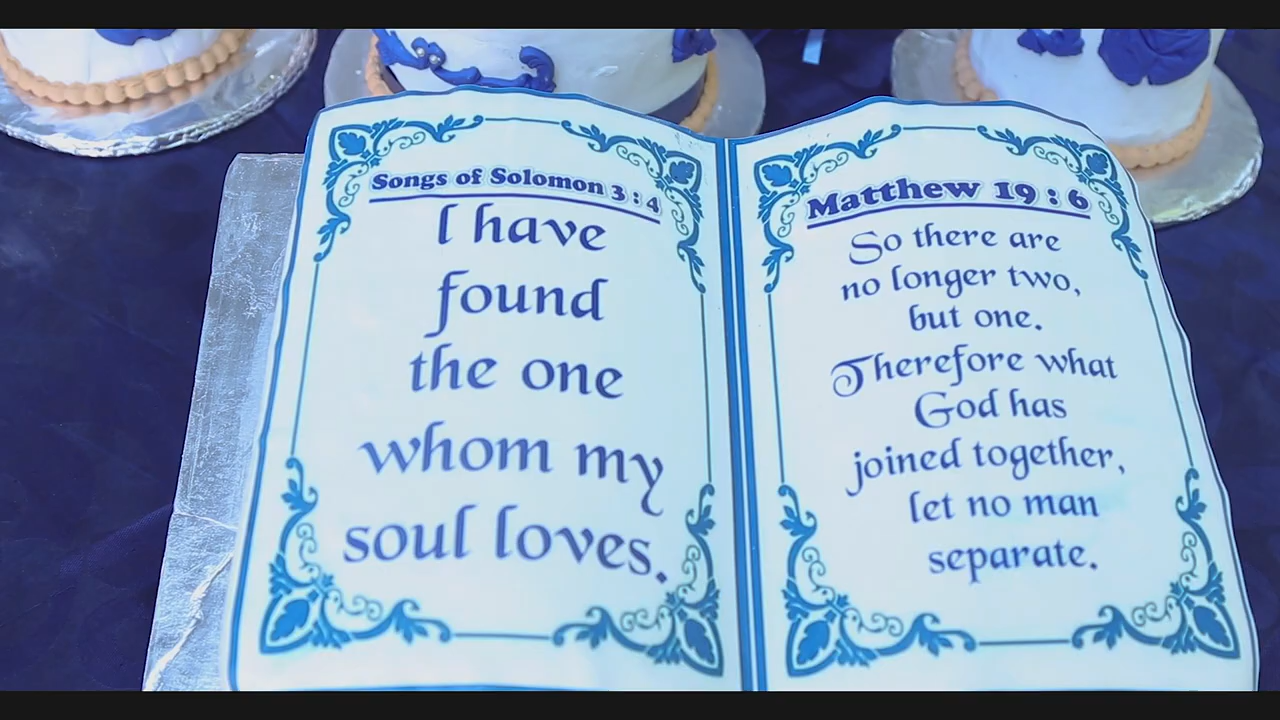 Songs of Solomon 3 : 4
I have
found
the one
whom my
soul loves.
Matthew 19 : 6
So there are
no longer two,
but one.
Therefore what
God has
joined together,
let no man
separate.